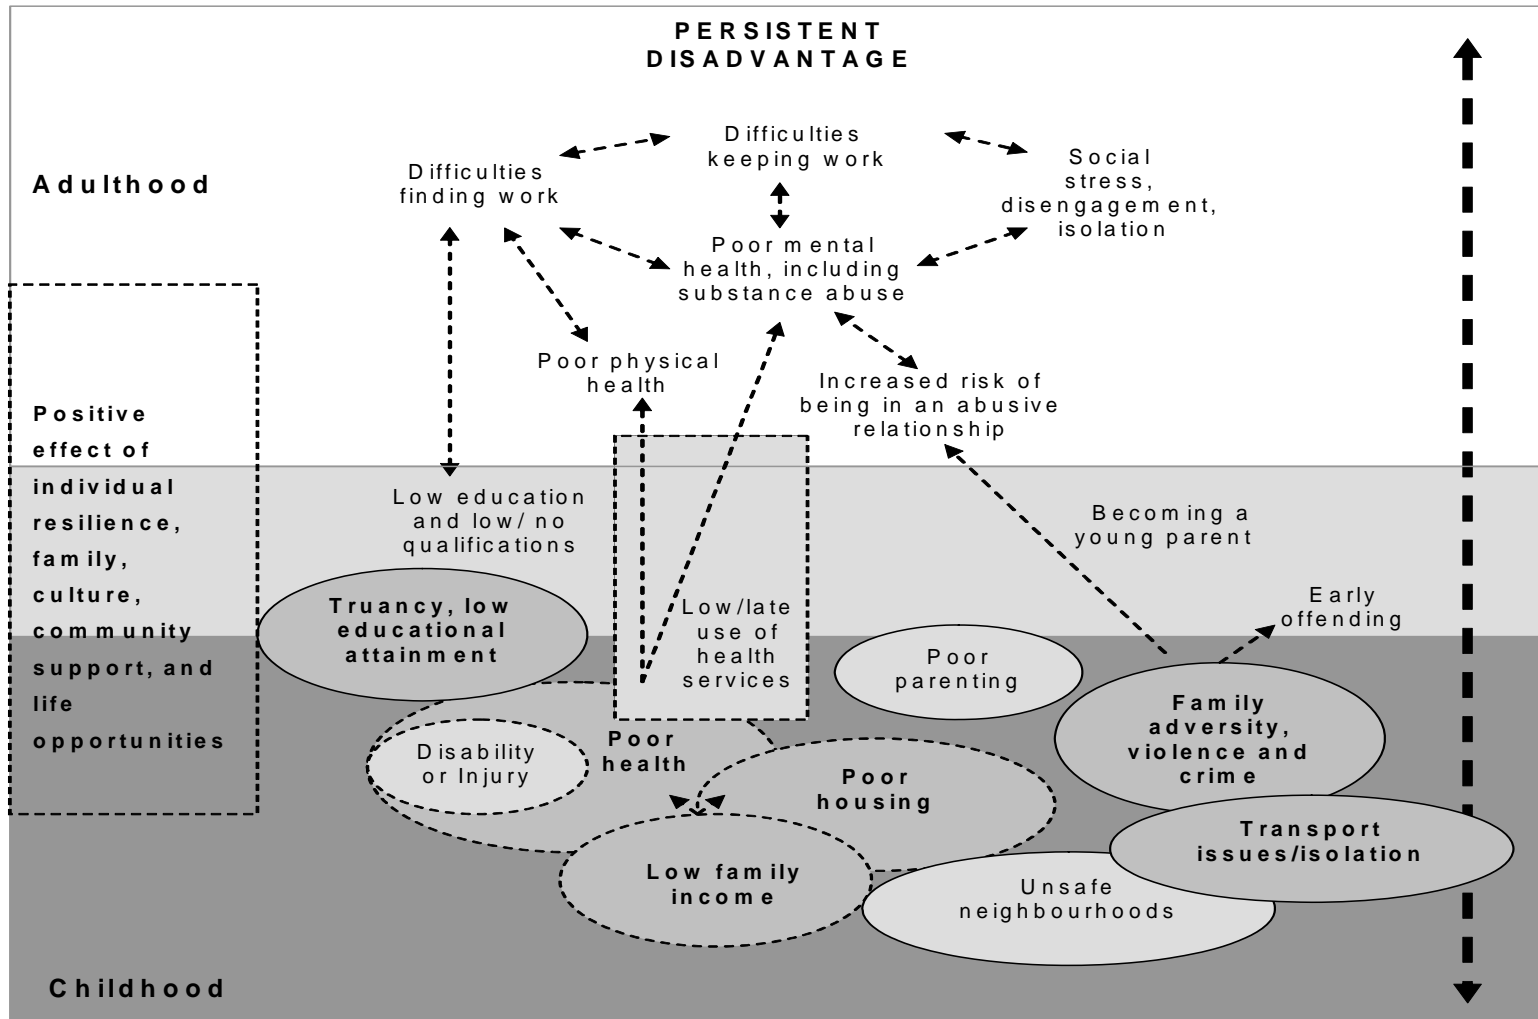 PERSISTENT
DISADVANTAGE
Adulthood
Difficulties
finding work
Difficulties
keeping work
Social
stress,
disengagement,
isolation
Poor mental
health, including
substance abuse
Poor physical
health
Increased risk of
being in an abusive
relationship
Positive
effect of
individual
resilience,
family,
culture,
community
support, and
life
opportunities
Low education
and low/ no
qualifications
Becoming a
young parent
Early
offending
Truancy, low
educational
attainment
Low/late
use of
health
services
Poor
parenting
Family
adversity,
violence and
crime
Disability
or Injury
Poor
health
Poor
housing
Transport
issues/isolation
Low family
income
Unsafe
neighbourhoods
Childhood